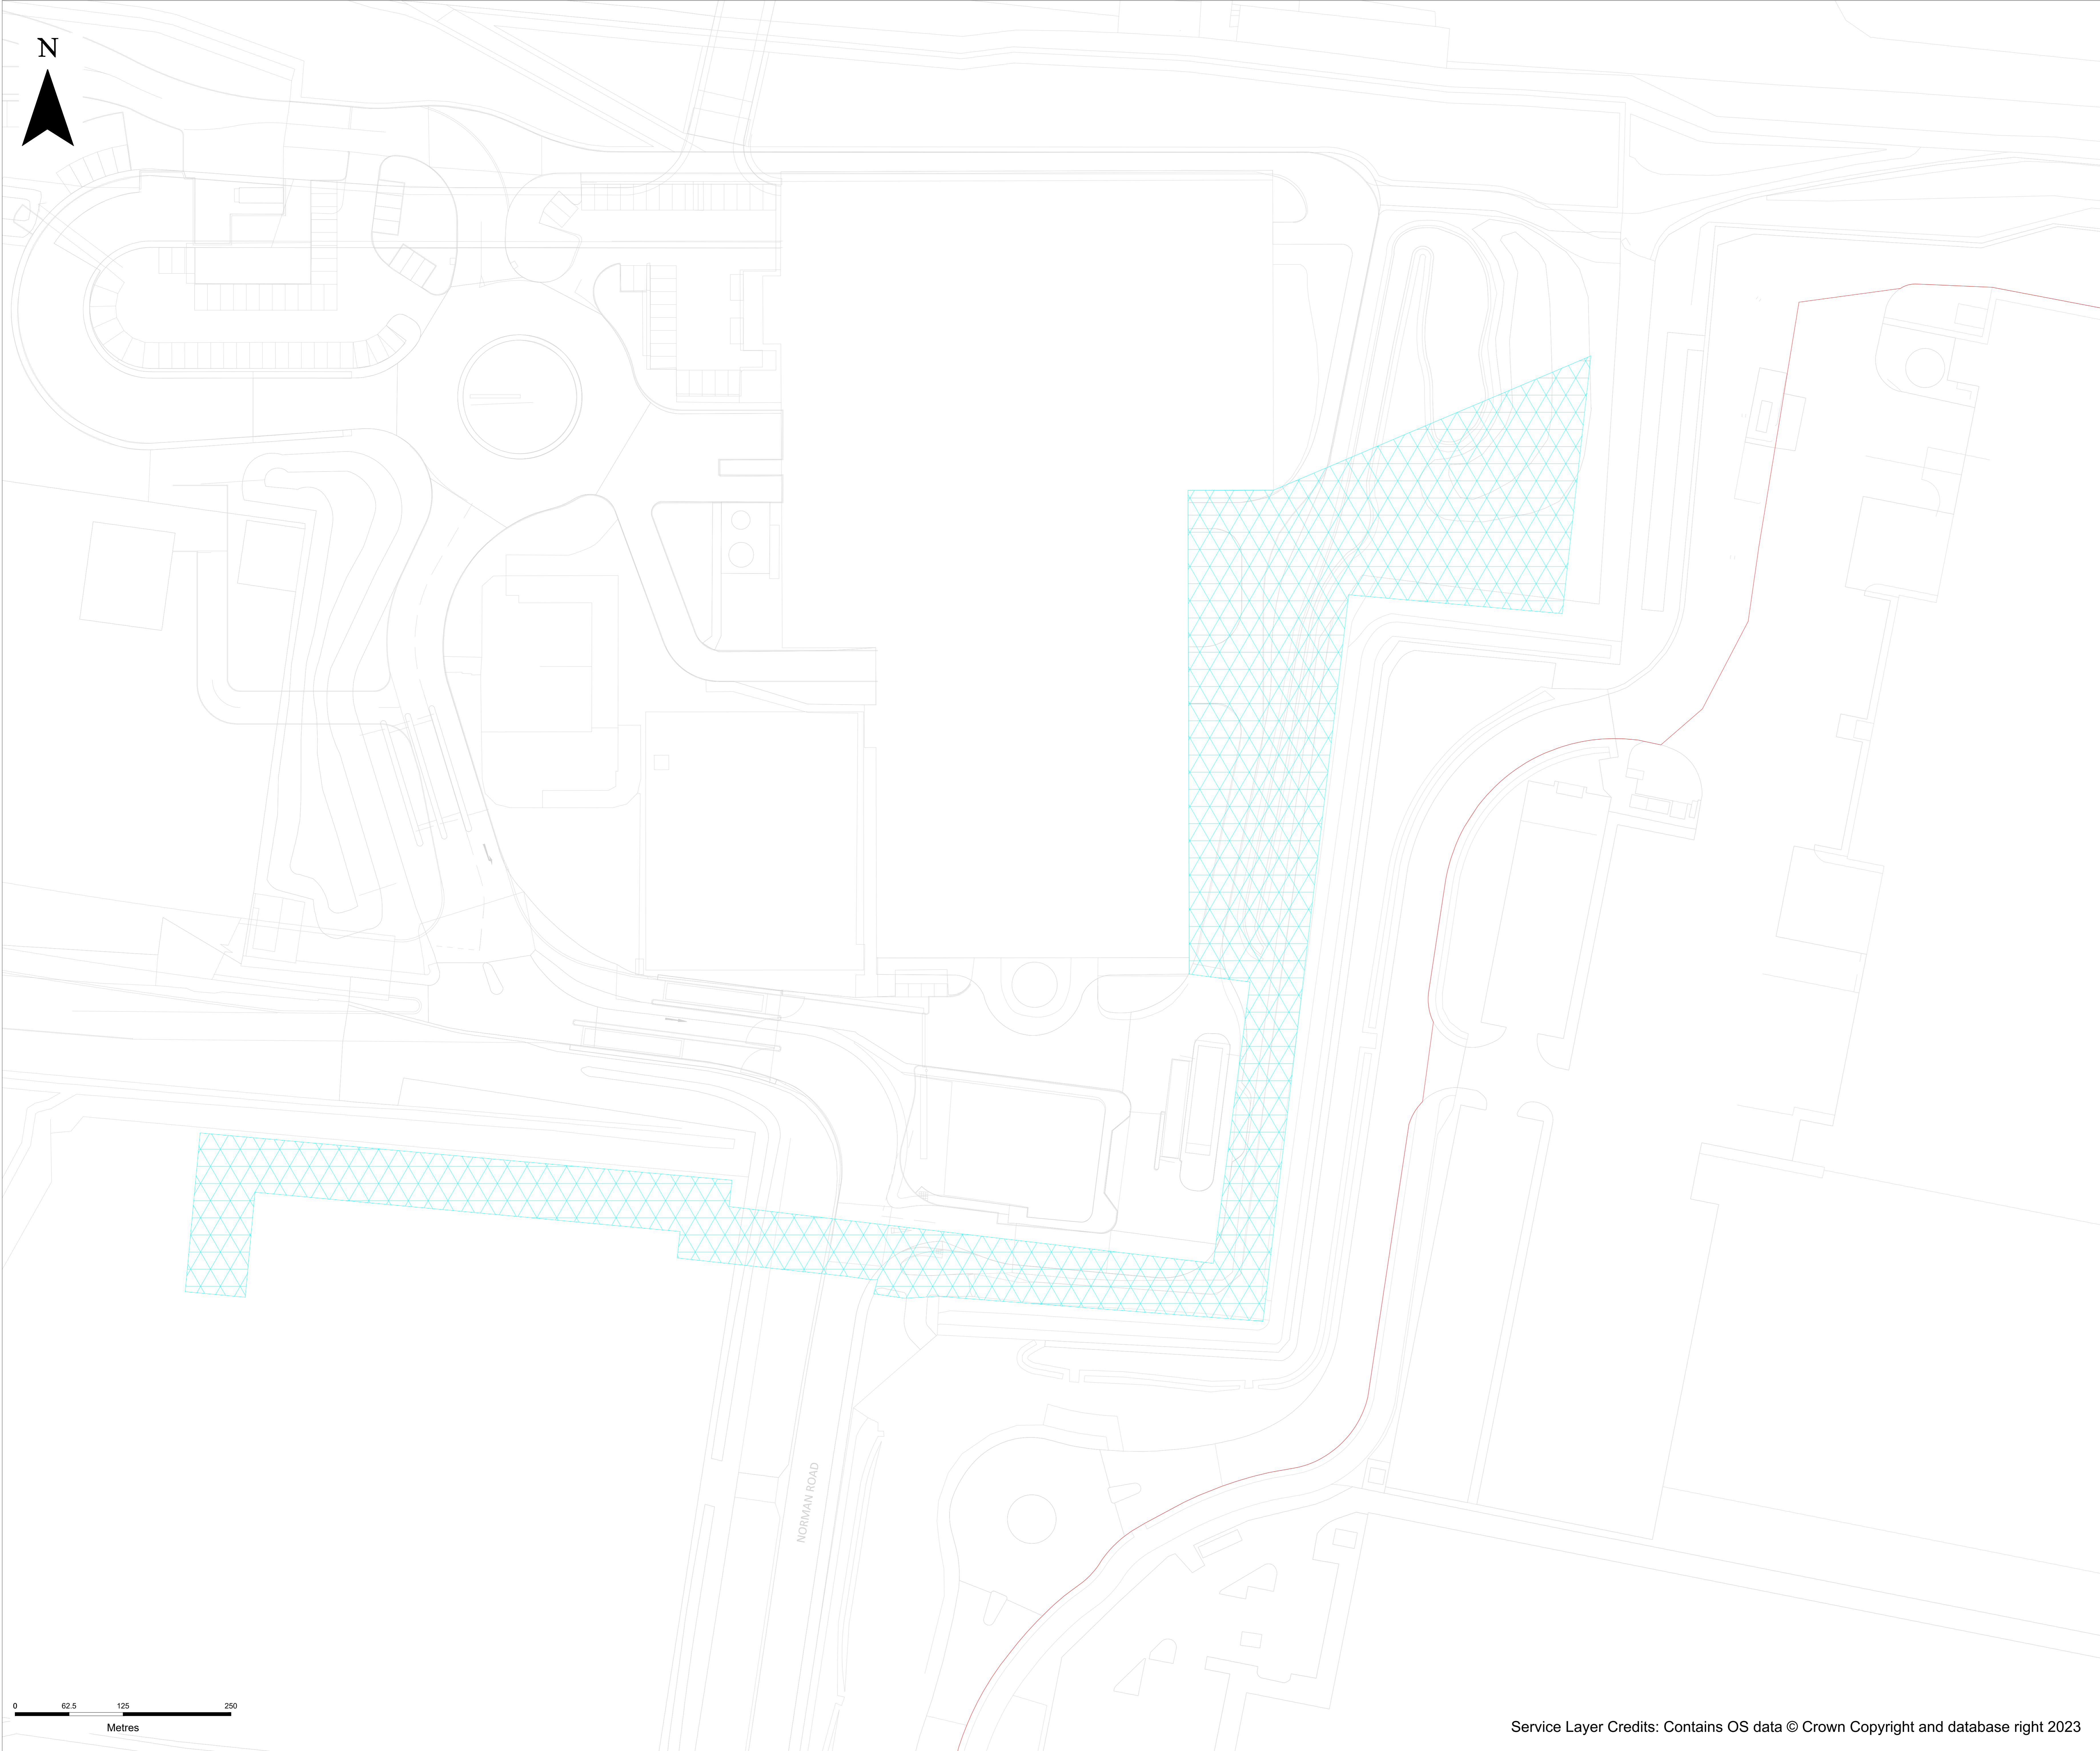 N
NORMAN ROAD
0 62.5 125 250
Metres
Service Layer Credits: Contains OS data © Crown Copyright and database right 2023